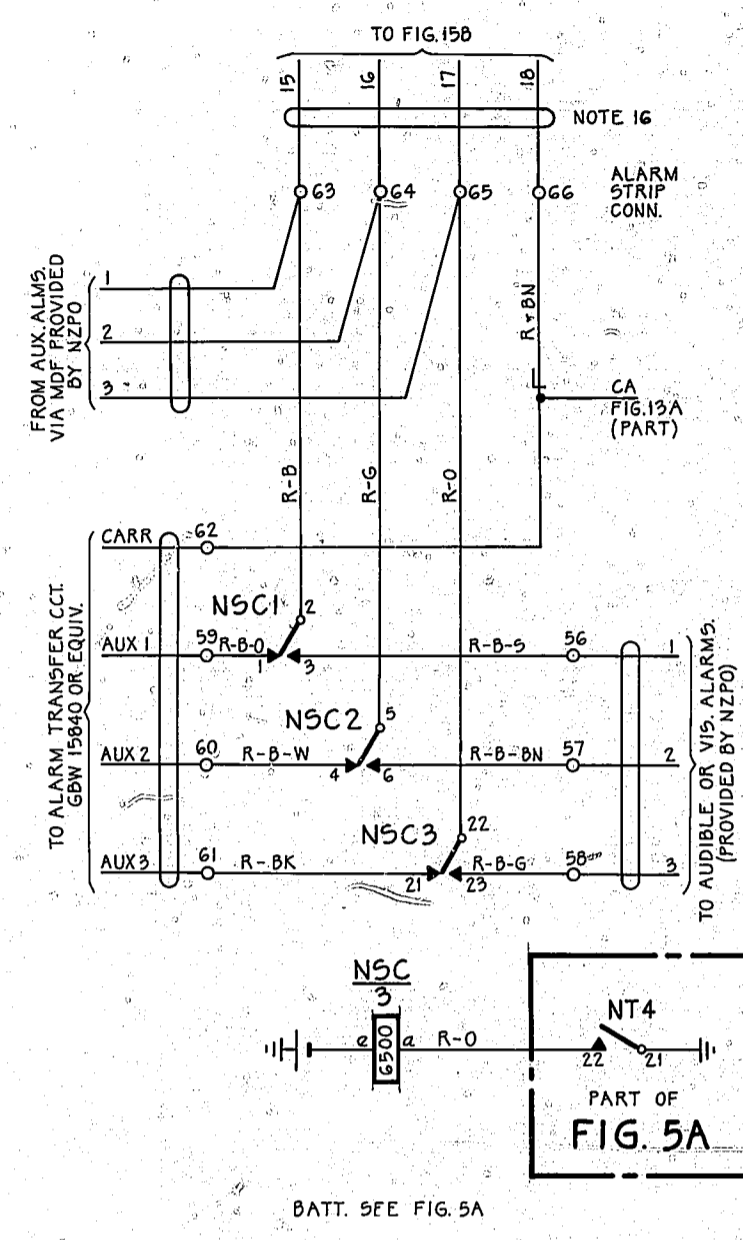 TO FIG.15B
15
16
17
18
NOTE 16
63
64
65
66
ALARM
STRIP
CONN.
FROM AUX. ALMS.
VIA MDF PROVIDED
BY NZPO
1
2
3
R-BN
CA
FIG.13A
(PART)
R-B
R-G
R-O
TO ALARM TRANSFER CCT.
GBW 15840 OR EQUIV.
CARR
62
NSC1
2
AUX 1
59
R-B-O
1
3
R-B-S
56
1
NSC2
5
AUX 2
60
R-B-W
4
6
R-B-BN
57
2
NSC3
22
AUX 3
61
R-BK
21
23
R-B-G
58
3
TO AUDIBLE OR VIS. ALARMS.
(PROVIDED BY NZPO)
NSC
3
e
6500
a
R-O
NT4
22
21
PART OF
FIG. 5A
BATT. SEE FIG. 5A